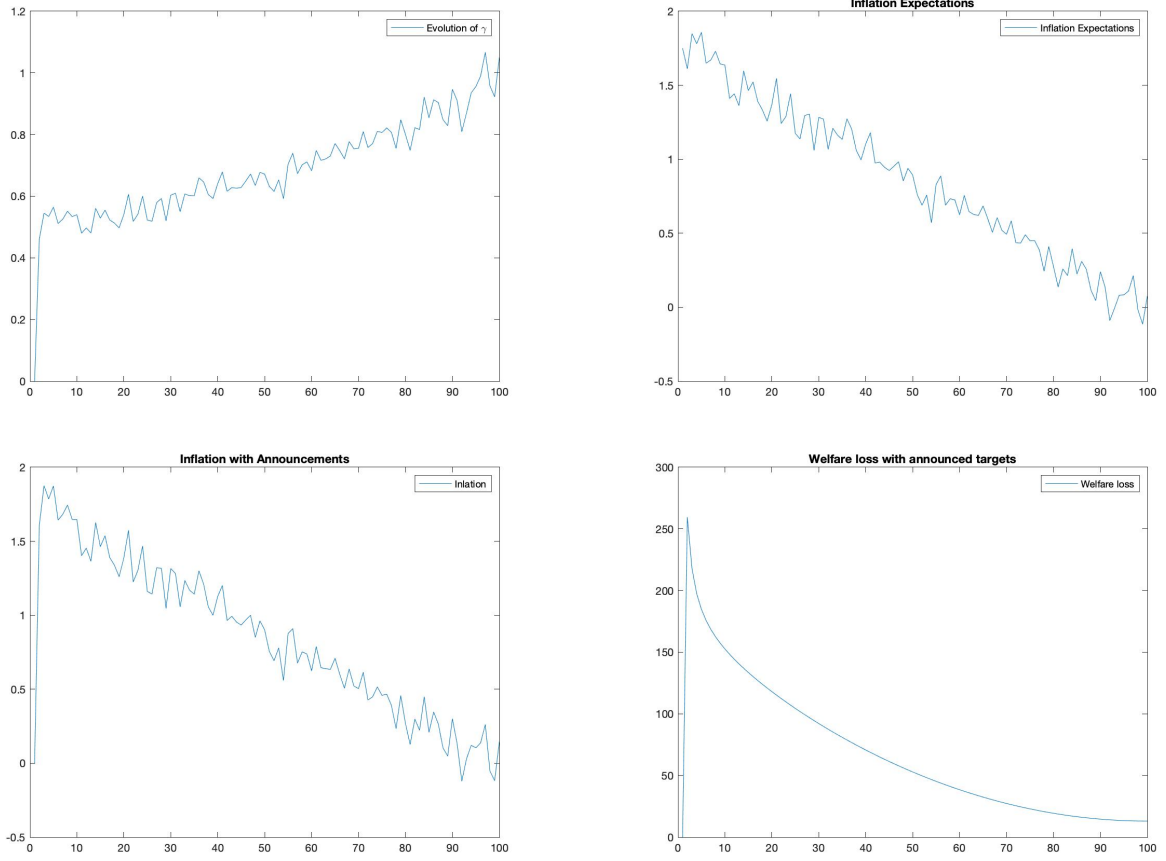 1.2
Evolution of γ
1
0.8
0.6
0.4
0.2
0
0 10 20 30 40 50 60 70 80 90 100
Inflation Expectations
2
Inflation Expectations
1.5
1
0.5
0
-0.5
0 10 20 30 40 50 60 70 80 90 100
Inflation with Announcements
2
Inlation
1.5
1
0.5
0
-0.5
0 10 20 30 40 50 60 70 80 90 100
Welfare loss with announced targets
300
Welfare loss
250
200
150
100
50
0
0 10 20 30 40 50 60 70 80 90 100